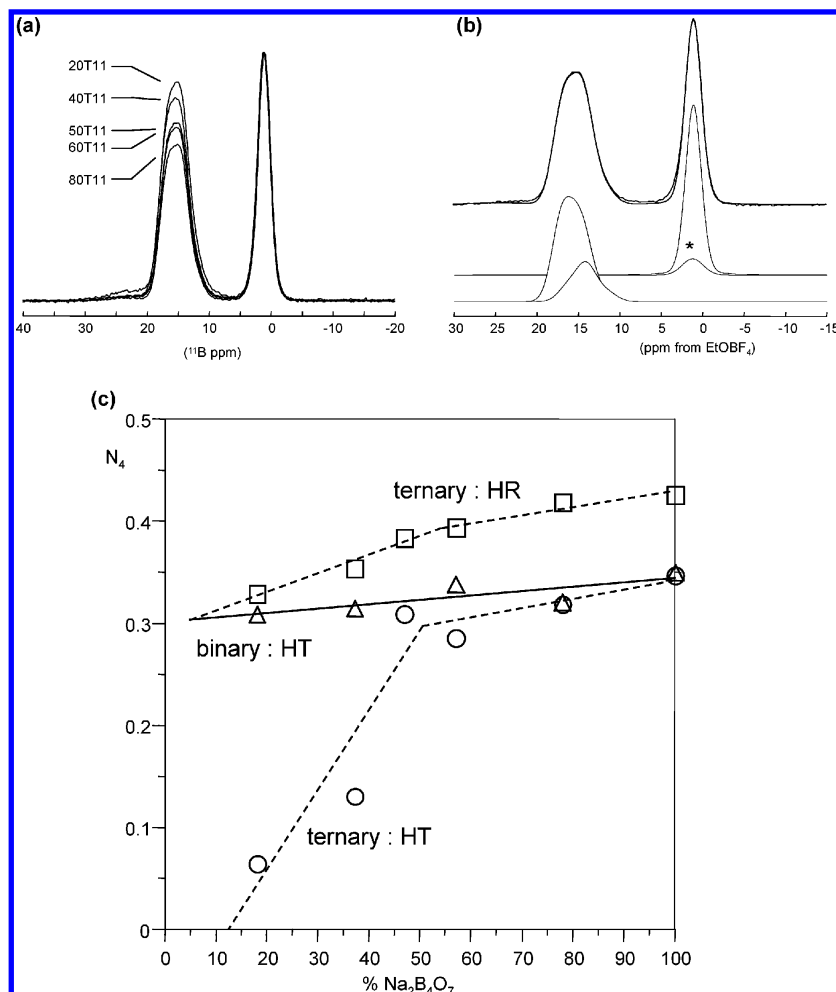 (a)
20T11
40T11
50T11
60T11
80T11
40 30 20 10 0 -10 -20
(¹¹B ppm)
(b)
*
30 25 20 15 10 5 0 -5 -10 -15
(ppm from EtOBF₄)
(c)
N₄
0.5
0.4
0.3
0.2
0.1
0
ternary : HR
binary : HT
ternary : HT
0 10 20 30 40 50 60 70 80 90 100
% Na₂B₄O₇